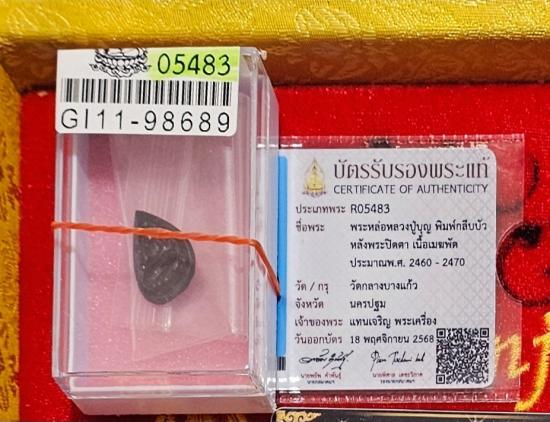 05483
GI11-98689
บัตรรับรองพระแท้
CERTIFICATE OF AUTHENTICITY
ประเภทพระ R05483
ชื่อพระ พระหล่อหลวงปู่บุญ พิมพ์กลีบบัว
หลังพระปิดตา เนื้อเมฆพัด
ประมาณพ.ศ. 2460 - 2470
วัด / กรุ วัดกลางบางแก้ว
จังหวัด นครปฐม
เจ้าของพระ แทนเจริญ พระเครื่อง
วันออกบัตร 18 พฤศจิกายน 2568